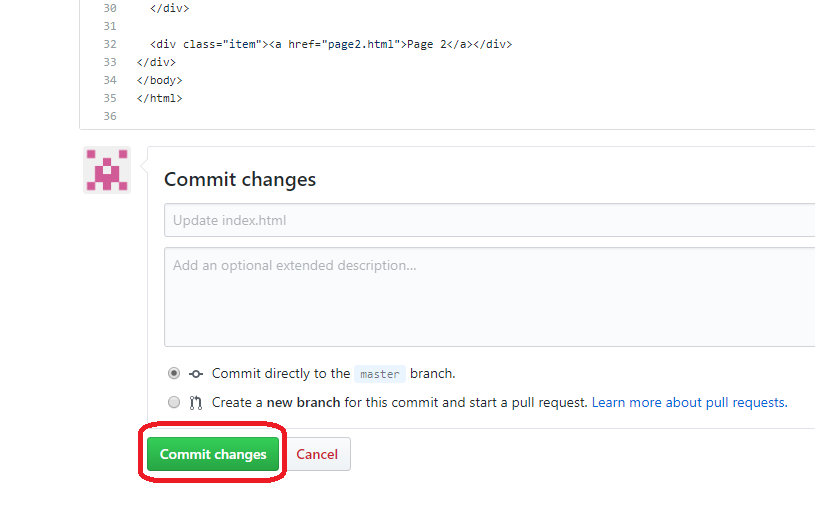 30 </div>
31
32 <div class="item"><a href="page2.html">Page 2</a></div>
33 </div>
34 </body>
35 </html>
36
Commit changes
Update index.html
Add an optional extended description...
Commit directly to the master branch.
Create a new branch for this commit and start a pull request. Learn more about pull requests.
Commit changes Cancel